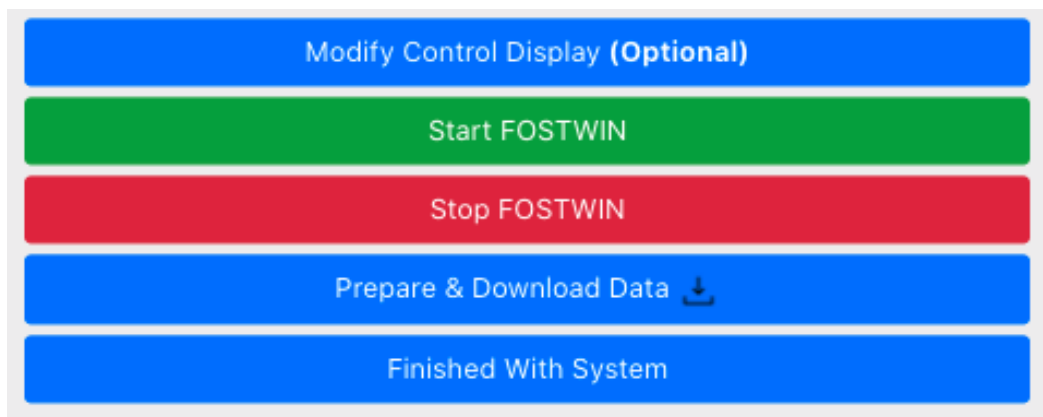 Modify Control Display (Optional)
Start FOSTWIN
Stop FOSTWIN
Prepare & Download Data
Finished With System